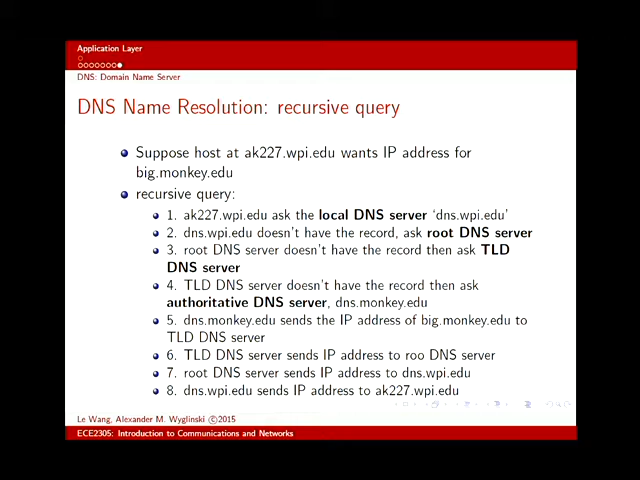 Application Layer
DNS: Domain Name Server
DNS Name Resolution: recursive query
Suppose host at ak227.wpi.edu wants IP address for
big.monkey.edu
recursive query:
1. ak227.wpi.edu ask the local DNS server ‘dns.wpi.edu’
2. dns.wpi.edu doesn't have the record, ask root DNS server
3. root DNS server doesn't have the record then ask TLD
DNS server
4. TLD DNS server doesn't have the record then ask
authoritative DNS server, dns.monkey.edu
5. dns.monkey.edu sends the IP address of big.monkey.edu to
TLD DNS server
6. TLD DNS server sends IP address to roo DNS server
7. root DNS server sends IP address to dns.wpi.edu
8. dns.wpi.edu sends IP address to ak227.wpi.edu
Le Wang, Alexander M. Wyglinski ©2015
ECE2305: Introduction to Communications and Networks